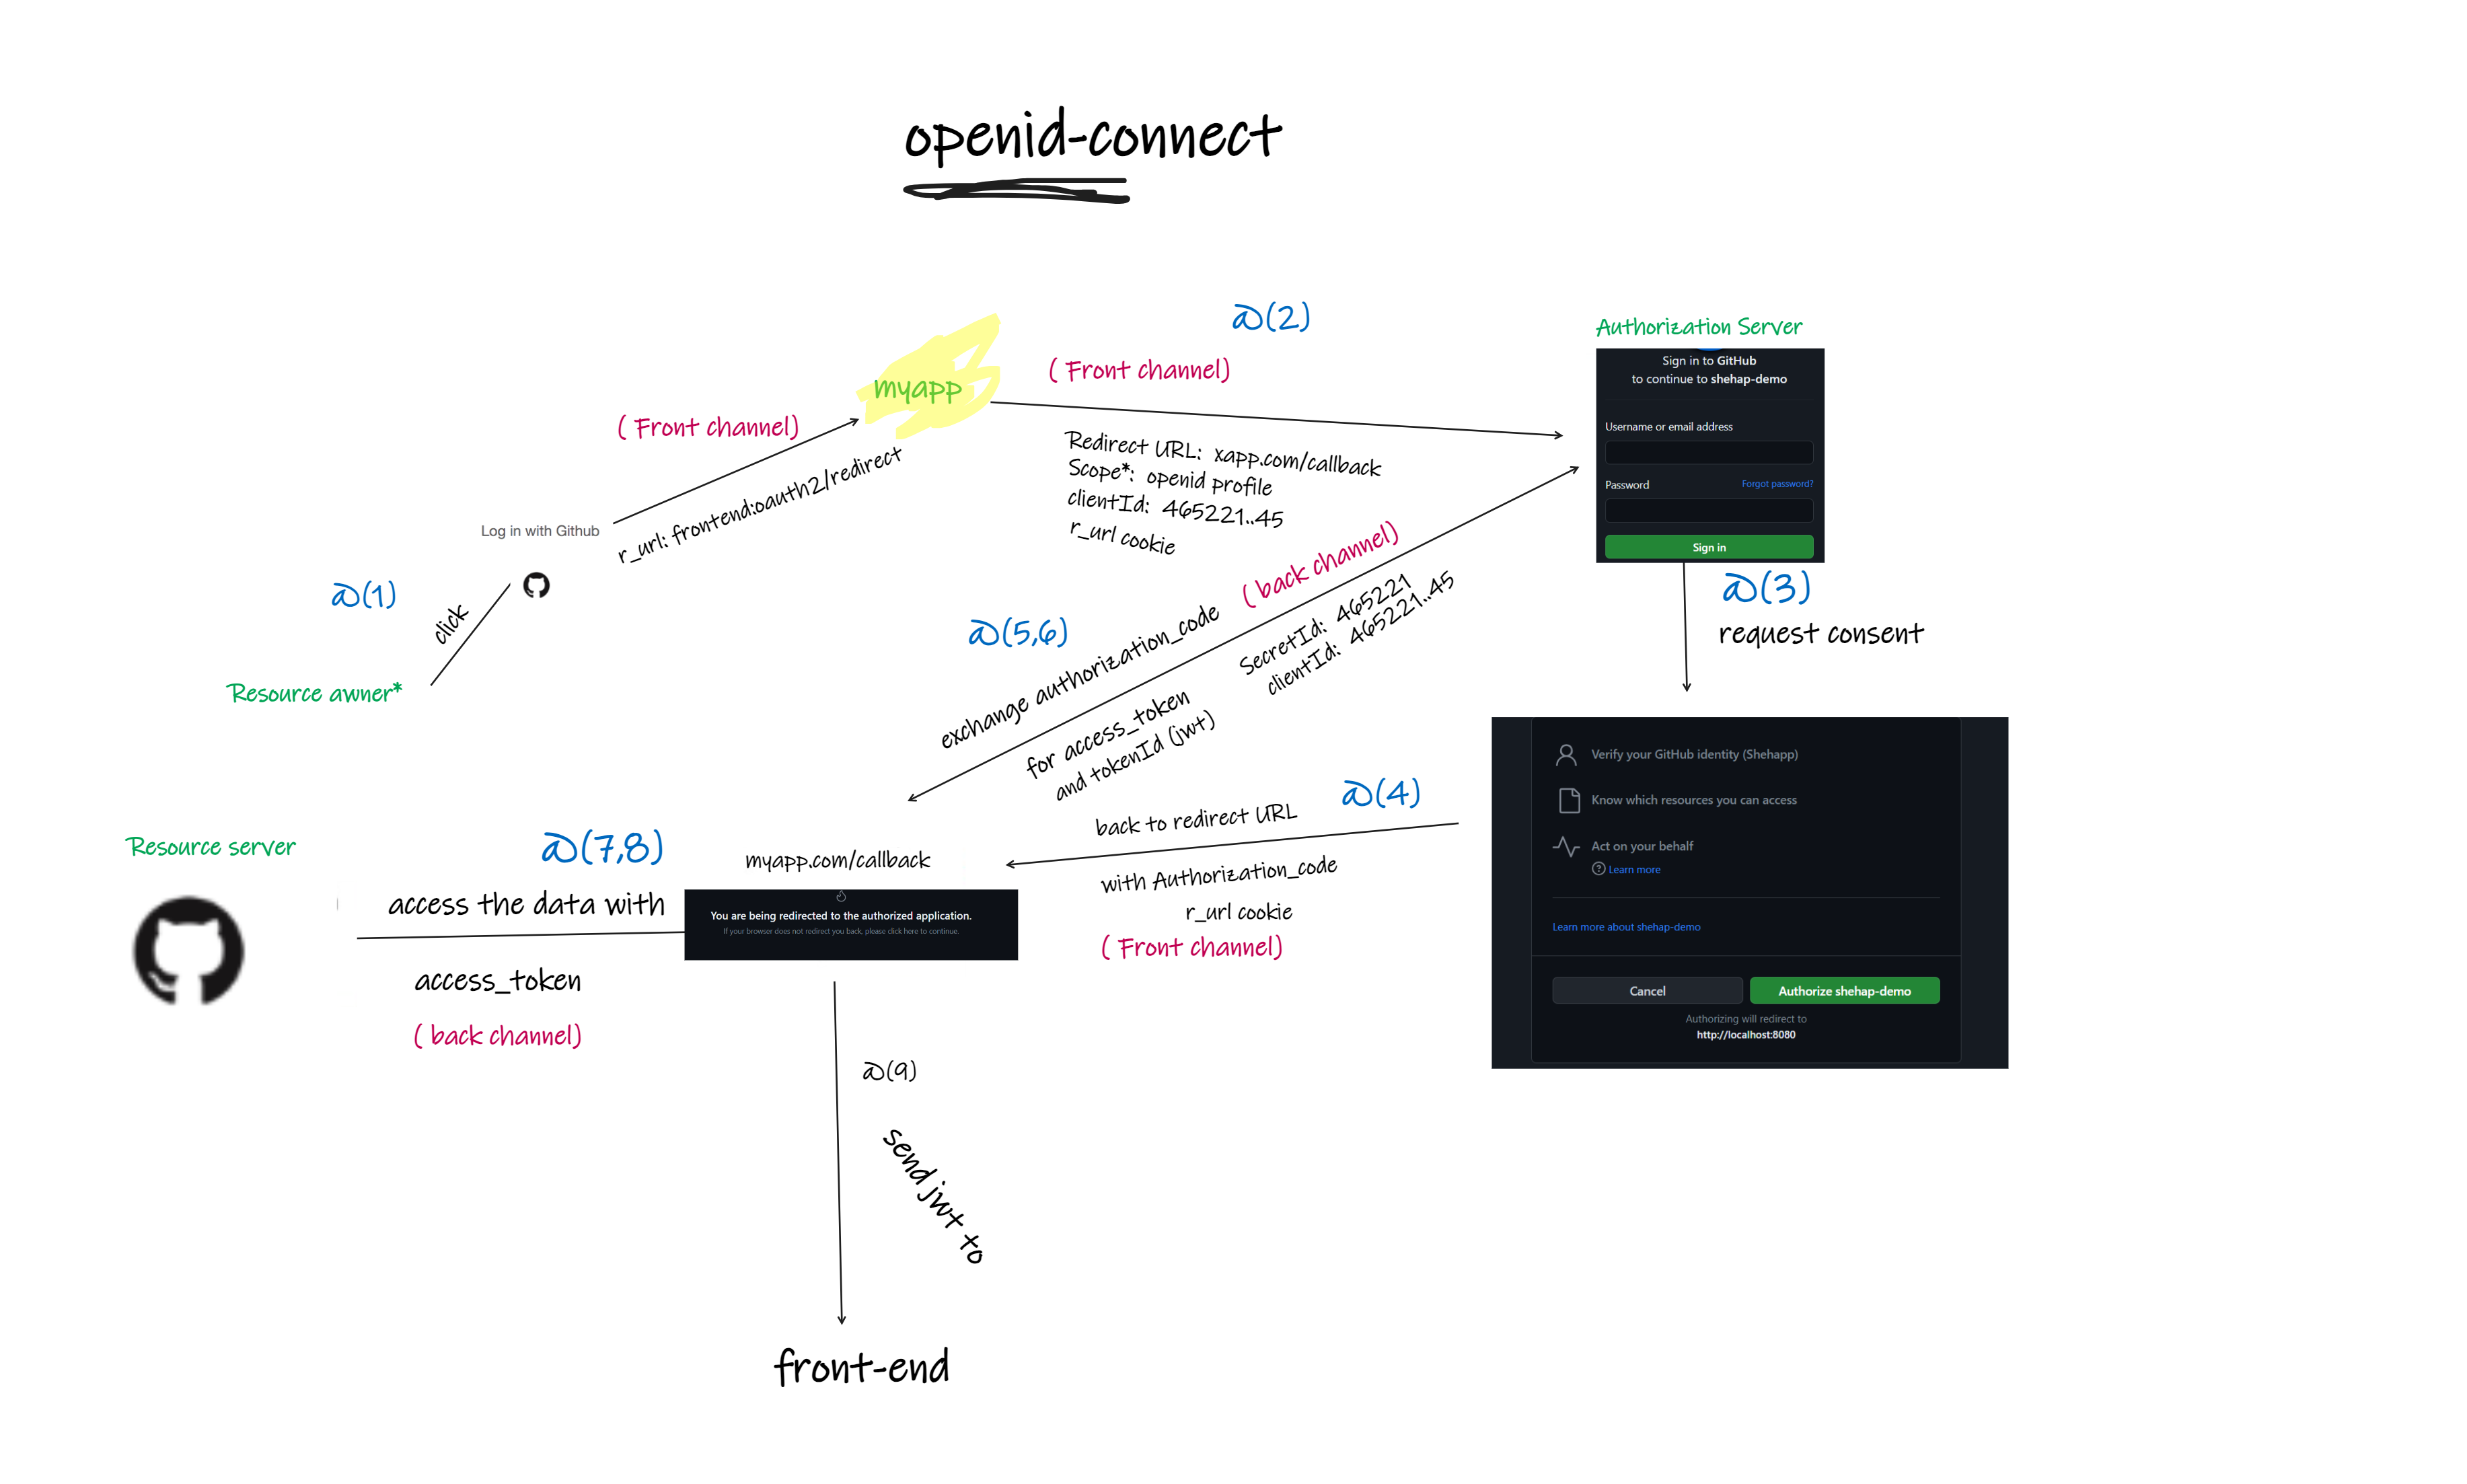 openid-connect
@(2)
Authorization Server
( Front channel)
myapp
( Front channel)
r_url: frontend:oauth2/redirect
Redirect URL: xapp.com/callback
Scope*: openid profile
clientId: 465221..45
r_url cookie
Sign in to GitHub
to continue to shehap-demo
Username or email address
Password
Forgot password?
Sign in
Log in with Github
@(1)
click
Resource awner*
@(3)
request consent
@(5,6)
exchange authorization_code
( back channel)
for access_token
and tokenId (jwt)
SecretId: 465221
clientId: 465221..45
@(4)
back to redirect URL
with Authorization_code
r_url cookie
( Front channel)
Verify your GitHub identity (Shehapp)
Know which resources you can access
Act on your behalf
Learn more
Learn more about shehap-demo
Cancel
Authorize shehap-demo
Authorizing will redirect to
http://localhost:8080
Resource server
@(7,8)
access the data with
access_token
( back channel)
myapp.com/callback
You are being redirected to the authorized application.
If your browser does not redirect you back, please click here to continue.
@(9)
send jwt to
front-end